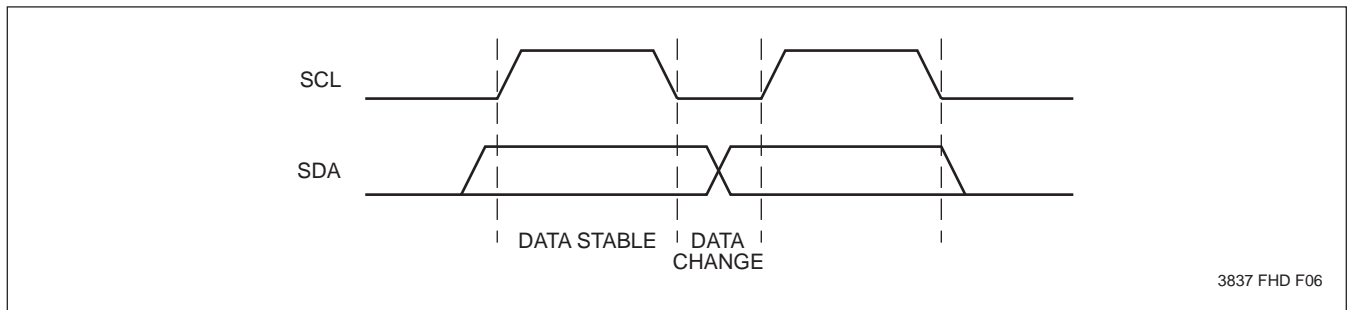 SCL
SDA
DATA STABLE
DATA
CHANGE
3837 FHD F06